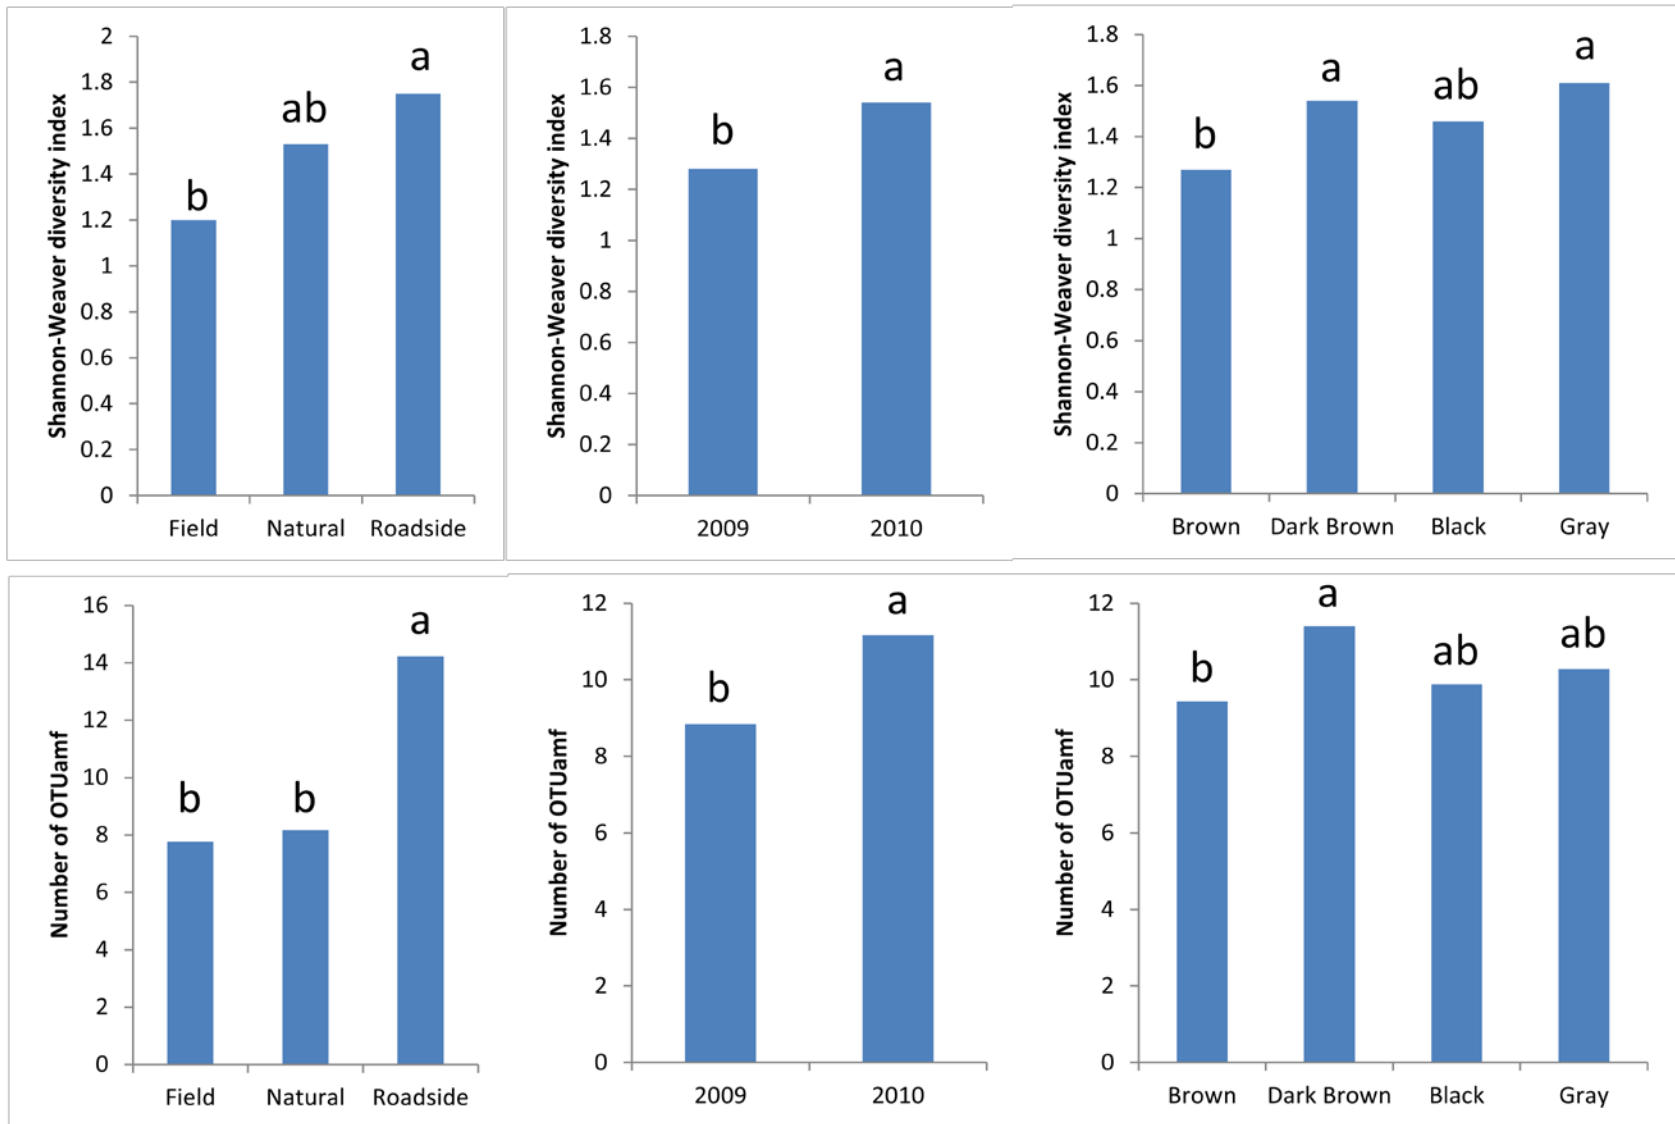 Shannon-Weaver diversity index
2
1.8
1.6
1.4
1.2
1
0.8
0.6
0.4
0.2
0
b
ab
a
Field Natural Roadside
Shannon-Weaver diversity index
1.8
1.6
1.4
1.2
1
0.8
0.6
0.4
0.2
0
b
a
2009 2010
Shannon-Weaver diversity index
1.8
1.6
1.4
1.2
1
0.8
0.6
0.4
0.2
0
b
a
ab
a
Brown Dark Brown Black Gray
Number of OTUamf
16
14
12
10
8
6
4
2
0
b
b
a
Field Natural Roadside
Number of OTUamf
12
10
8
6
4
2
0
b
a
2009 2010
Number of OTUamf
12
10
8
6
4
2
0
b
a
ab
ab
Brown Dark Brown Black Gray